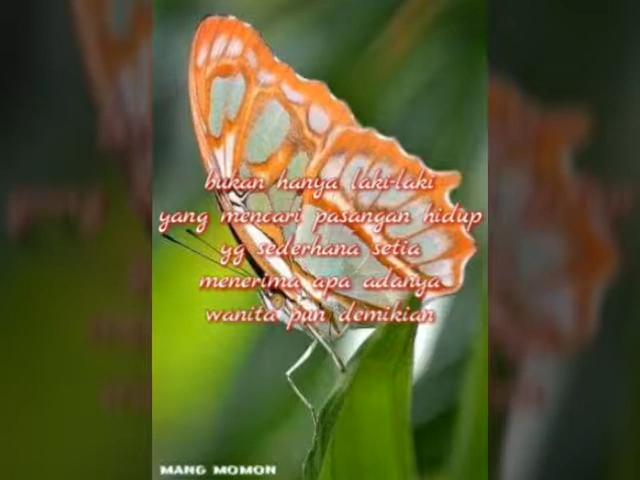 bukan hanya laki-laki
yang mencari pasangan hidup
yg sederhana setia
menerima apa adanya
wanita pun demikian
MANG MOMON